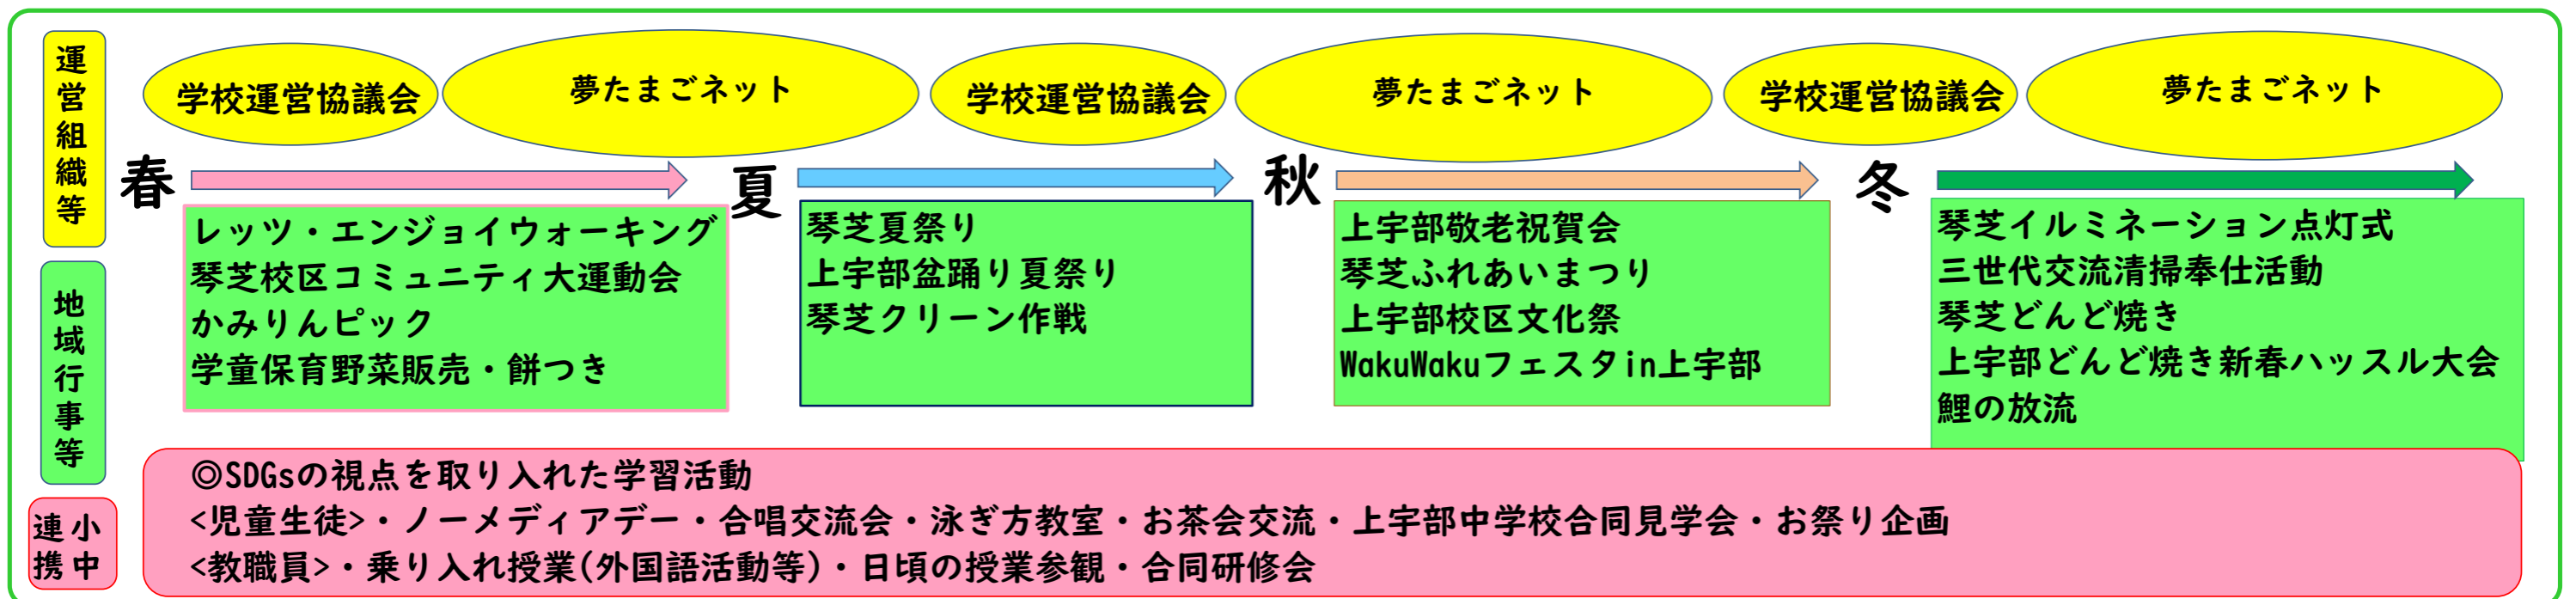 運営組織等
学校運営協議会
夢たまごネット
学校運営協議会
夢たまごネット
学校運営協議会
夢たまごネット
春
夏
秋
冬
地域行事等
レッツ・エンジョイウォーキング
琴芝校区コミュニティ大運動会
かみりんピック
学童保育野菜販売・餅つき
琴芝夏祭り
上宇部盆踊り夏祭り
琴芝クリーン作戦
上宇部敬老祝賀会
琴芝ふれあいまつり
上宇部校区文化祭
WakuWakuフェスタin上宇部
琴芝イルミネーション点灯式
三世代交流清掃奉仕活動
琴芝どんど焼き
上宇部どんど焼き新春ハッスル大会
鯉の放流
小中
連携
◎SDGsの視点を取り入れた学習活動
<児童生徒>・ノーメディアデー・合唱交流会・泳ぎ方教室・お茶会交流・上宇部中学校合同見学会・お祭り企画
<教職員>・乗り入れ授業(外国語活動等)・日頃の授業参観・合同研修会